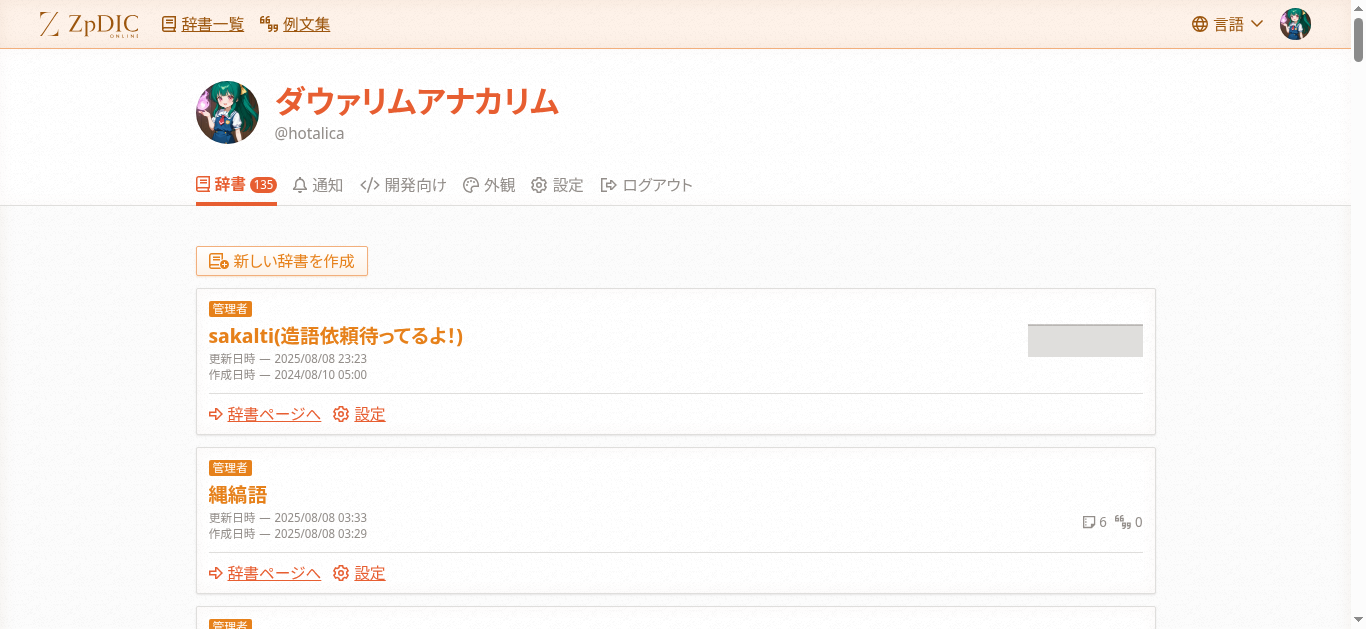 ZpDIC ONLINE 辞書一覧 例文集 言語
ダウァリムアナカリム
@hotalica
辞書 135 通知 開発向け 外観 設定 ログアウト
新しい辞書を作成
管理者
sakalti(造語依頼待ってるよ!)
更新日時 — 2025/08/08 23:23
作成日時 — 2024/08/10 05:00
辞書ページへ 設定
管理者
縄縞語
更新日時 — 2025/08/08 03:33
作成日時 — 2025/08/08 03:29
6 0
辞書ページへ 設定
管理者